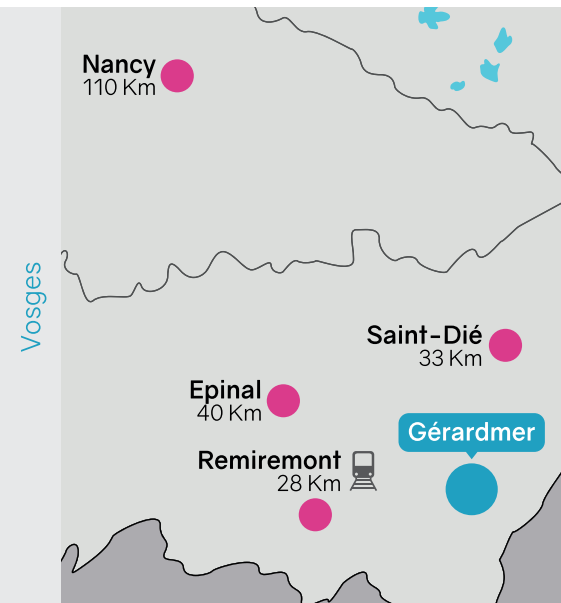 Nancy
110 Km
Vosges
Saint-Dié
33 Km
Epinal
40 Km
Gérardmer
Remiremont
28 Km